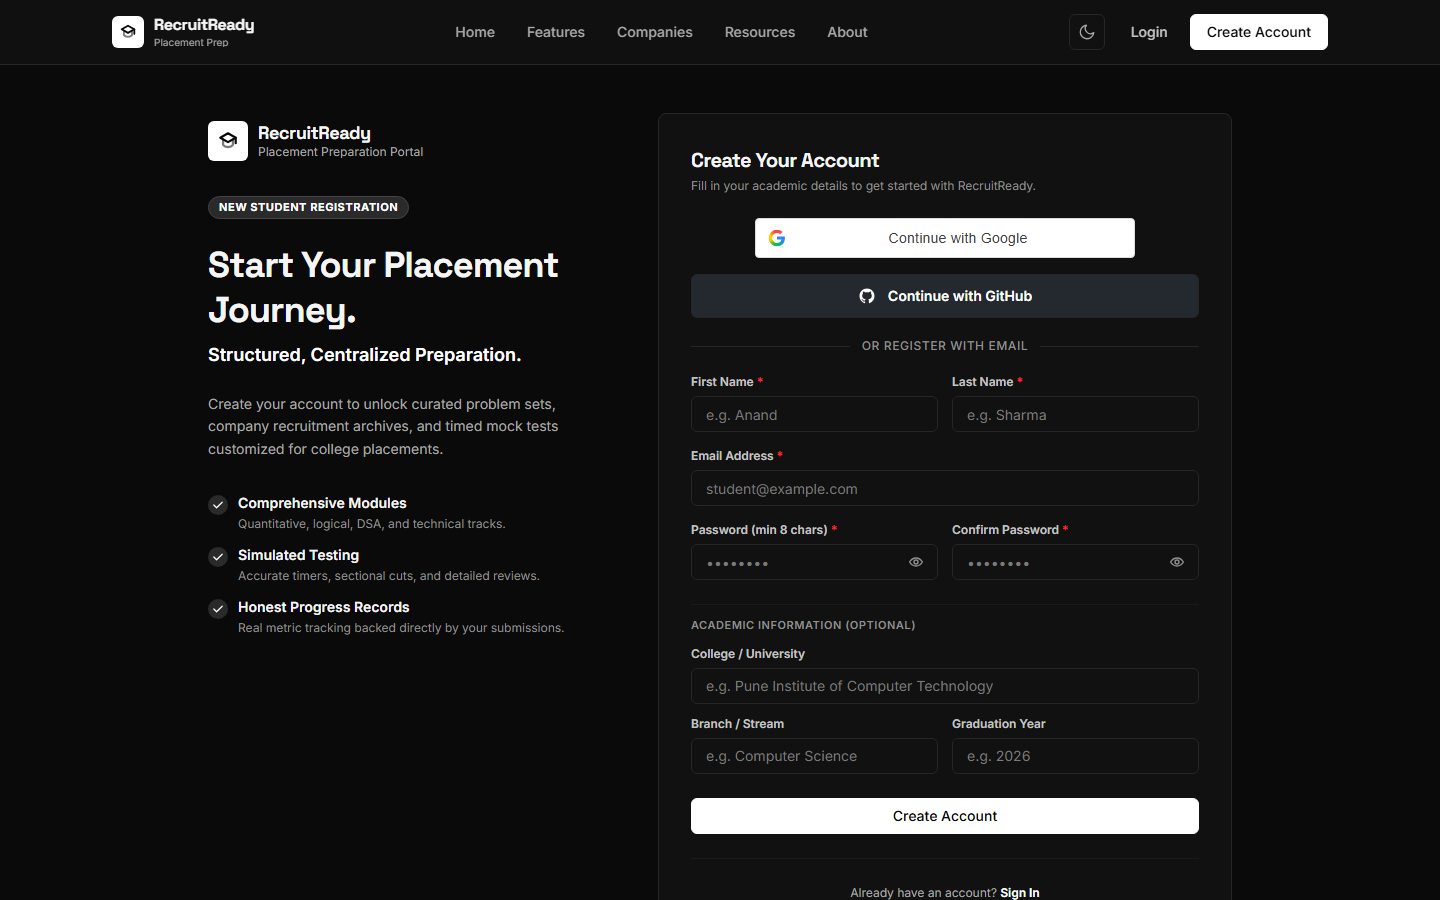 RecruitReady
Placement Prep
Home
Features
Companies
Resources
About
Login
Create Account
RecruitReady
Placement Preparation Portal
NEW STUDENT REGISTRATION
Start Your Placement
Journey.
Structured, Centralized Preparation.
Create your account to unlock curated problem sets,
company recruitment archives, and timed mock tests
customized for college placements.
Comprehensive Modules
Quantitative, logical, DSA, and technical tracks.
Simulated Testing
Accurate timers, sectional cuts, and detailed reviews.
Honest Progress Records
Real metric tracking backed directly by your submissions.
Create Your Account
Fill in your academic details to get started with RecruitReady.
Continue with Google
Continue with GitHub
OR REGISTER WITH EMAIL
First Name *
Last Name *
e.g. Anand
e.g. Sharma
Email Address *
student@example.com
Password (min 8 chars) *
Confirm Password *
••••••••
••••••••
ACADEMIC INFORMATION (OPTIONAL)
College / University
e.g. Pune Institute of Computer Technology
Branch / Stream
Graduation Year
e.g. Computer Science
e.g. 2026
Create Account
Already have an account? Sign In